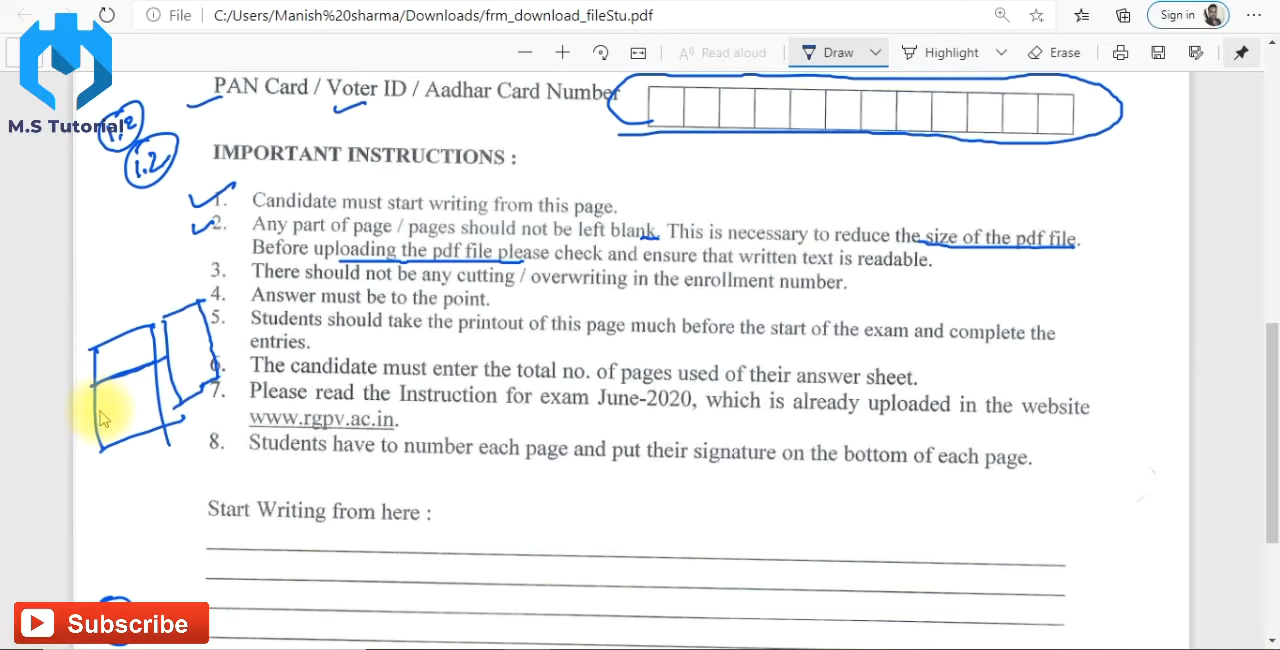 File C:/Users/Manish%20sharma/Downloads/frm_download_fileStu.pdf Sign in
Read aloud Draw Highlight Erase
PAN Card / Voter ID / Aadhar Card Number
M.S Tutorial
1.2
1.2
IMPORTANT INSTRUCTIONS :
1. Candidate must start writing from this page.
2. Any part of page / pages should not be left blank. This is necessary to reduce the size of the pdf file.
Before uploading the pdf file please check and ensure that written text is readable.
3. There should not be any cutting / overwriting in the enrollment number.
4. Answer must be to the point.
5. Students should take the printout of this page much before the start of the exam and complete the
entries.
6. The candidate must enter the total no. of pages used of their answer sheet.
7. Please read the Instruction for exam June-2020, which is already uploaded in the website
www.rgpv.ac.in.
8. Students have to number each page and put their signature on the bottom of each page.
Start Writing from here :
Subscribe